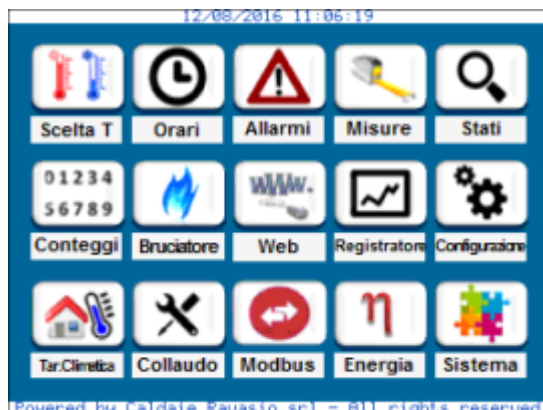 12/08/2016 11:06:19
Scelta T Orari Allarmi Misure Stati
01234
56789
WWW.
Conteggi Bruciatore Web Registratore Configurazione
η
Tar.Climatica Collaudo Modbus Energia Sistema
Powered by Caldaie Ravasio srl - All rights reserved